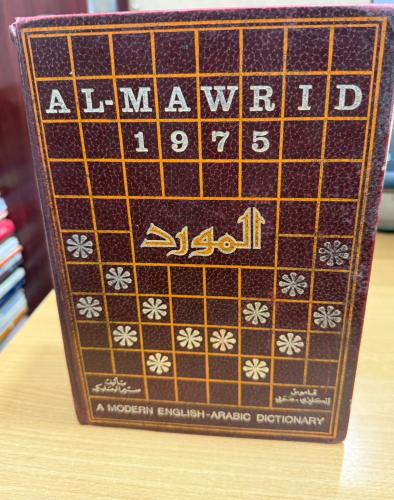 AL-MAWRID
1975
المورد
قاموس
انكليزي - عربي
تأليف
منير البعلبكي
A MODERN ENGLISH-ARABIC DICTIONARY